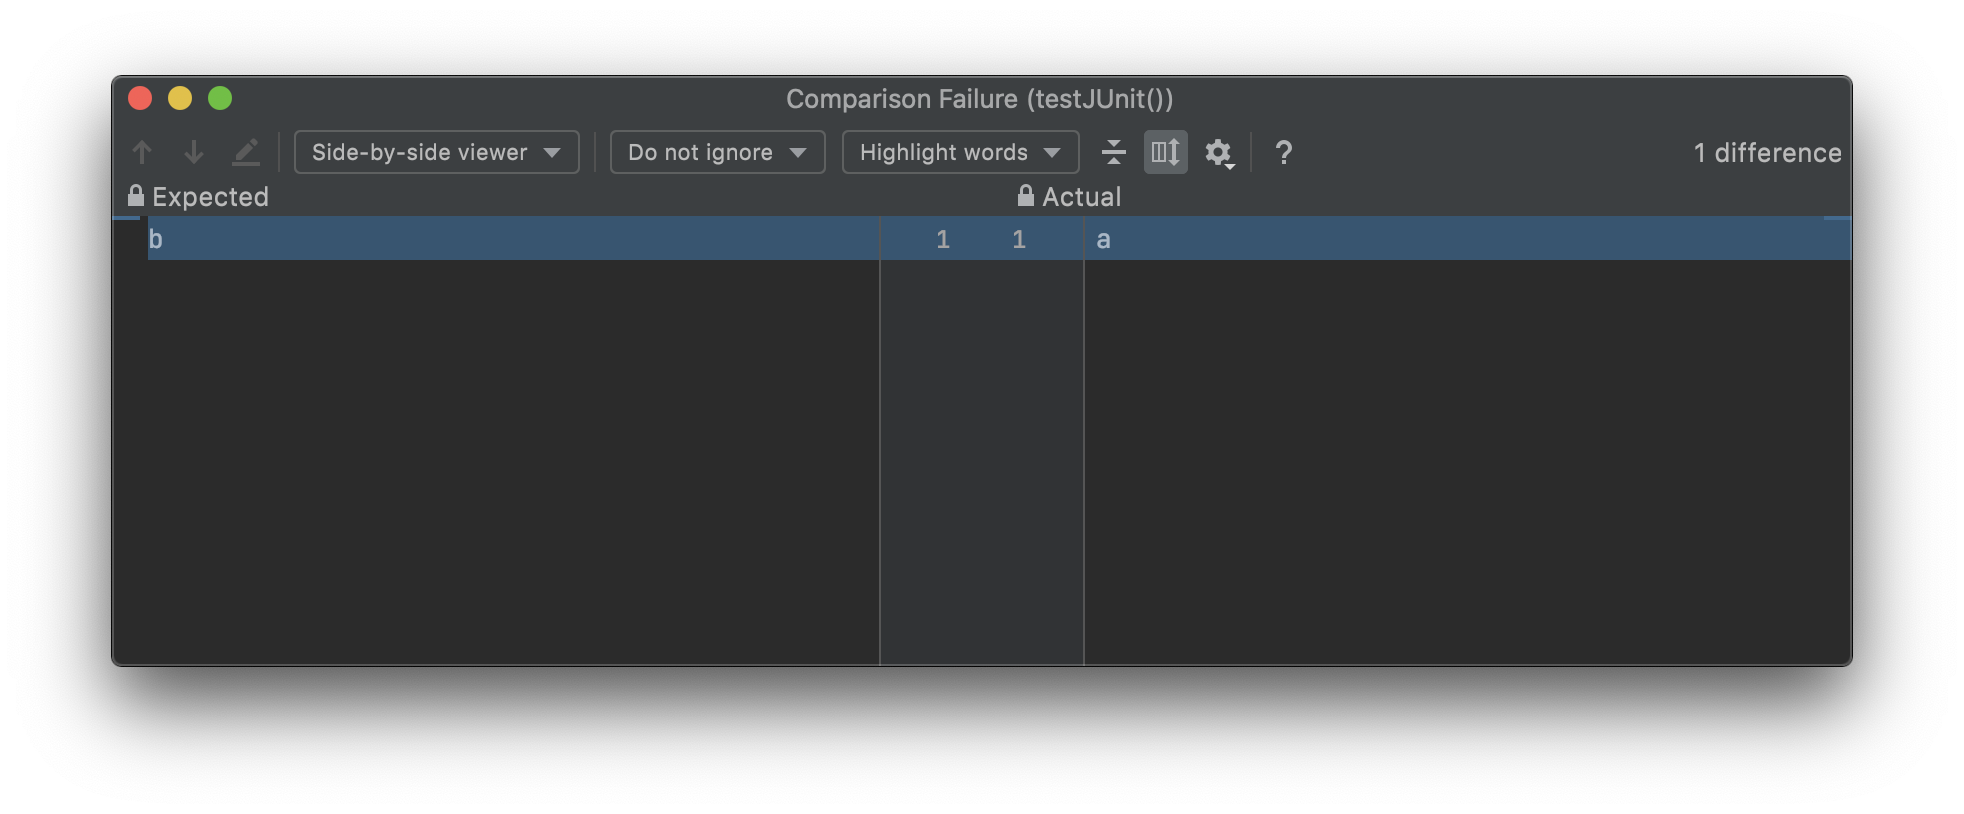 Comparison Failure (testJUnit())
Side-by-side viewer Do not ignore Highlight words ? 1 difference
Expected Actual
b 1 1 a